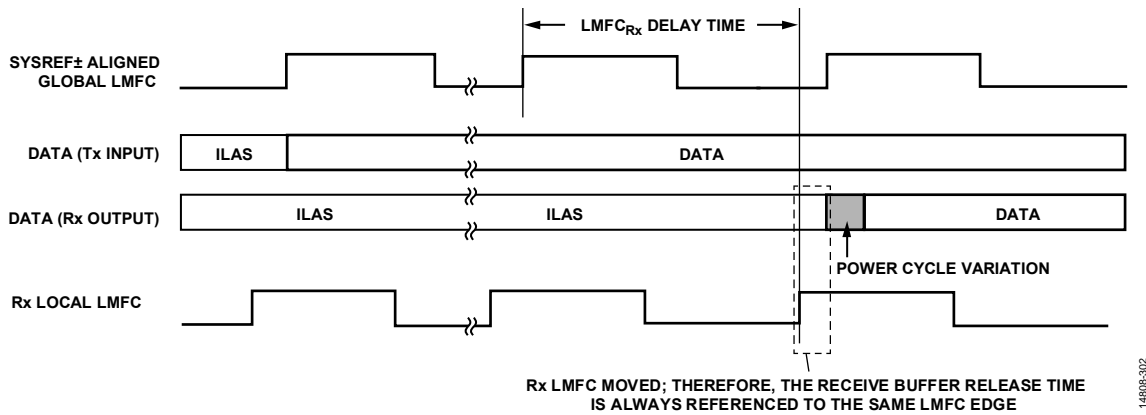 LMFCRx DELAY TIME
SYSREF± ALIGNED
GLOBAL LMFC
DATA (Tx INPUT)
ILAS
DATA
DATA (Rx OUTPUT)
ILAS
ILAS
DATA
POWER CYCLE VARIATION
Rx LOCAL LMFC
Rx LMFC MOVED; THEREFORE, THE RECEIVE BUFFER RELEASE TIME
IS ALWAYS REFERENCED TO THE SAME LMFC EDGE
14808-302